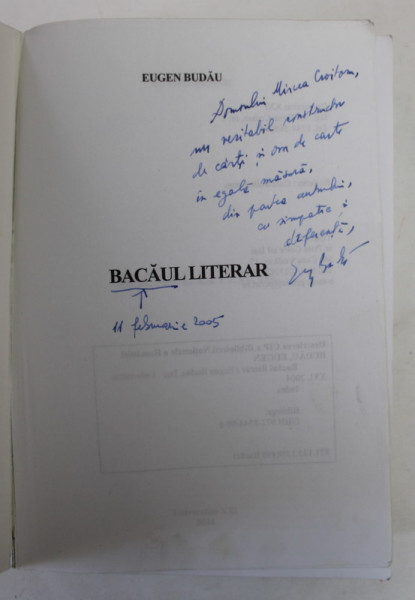 EUGEN BUDĂU
Domnului Mircea Croitoru,
un veritabil constructor
de cărți și om de carte
în egală măsură,
din partea autorului,
cu simpatie și
deferență,
BACĂUL LITERAR
11 februarie 2005